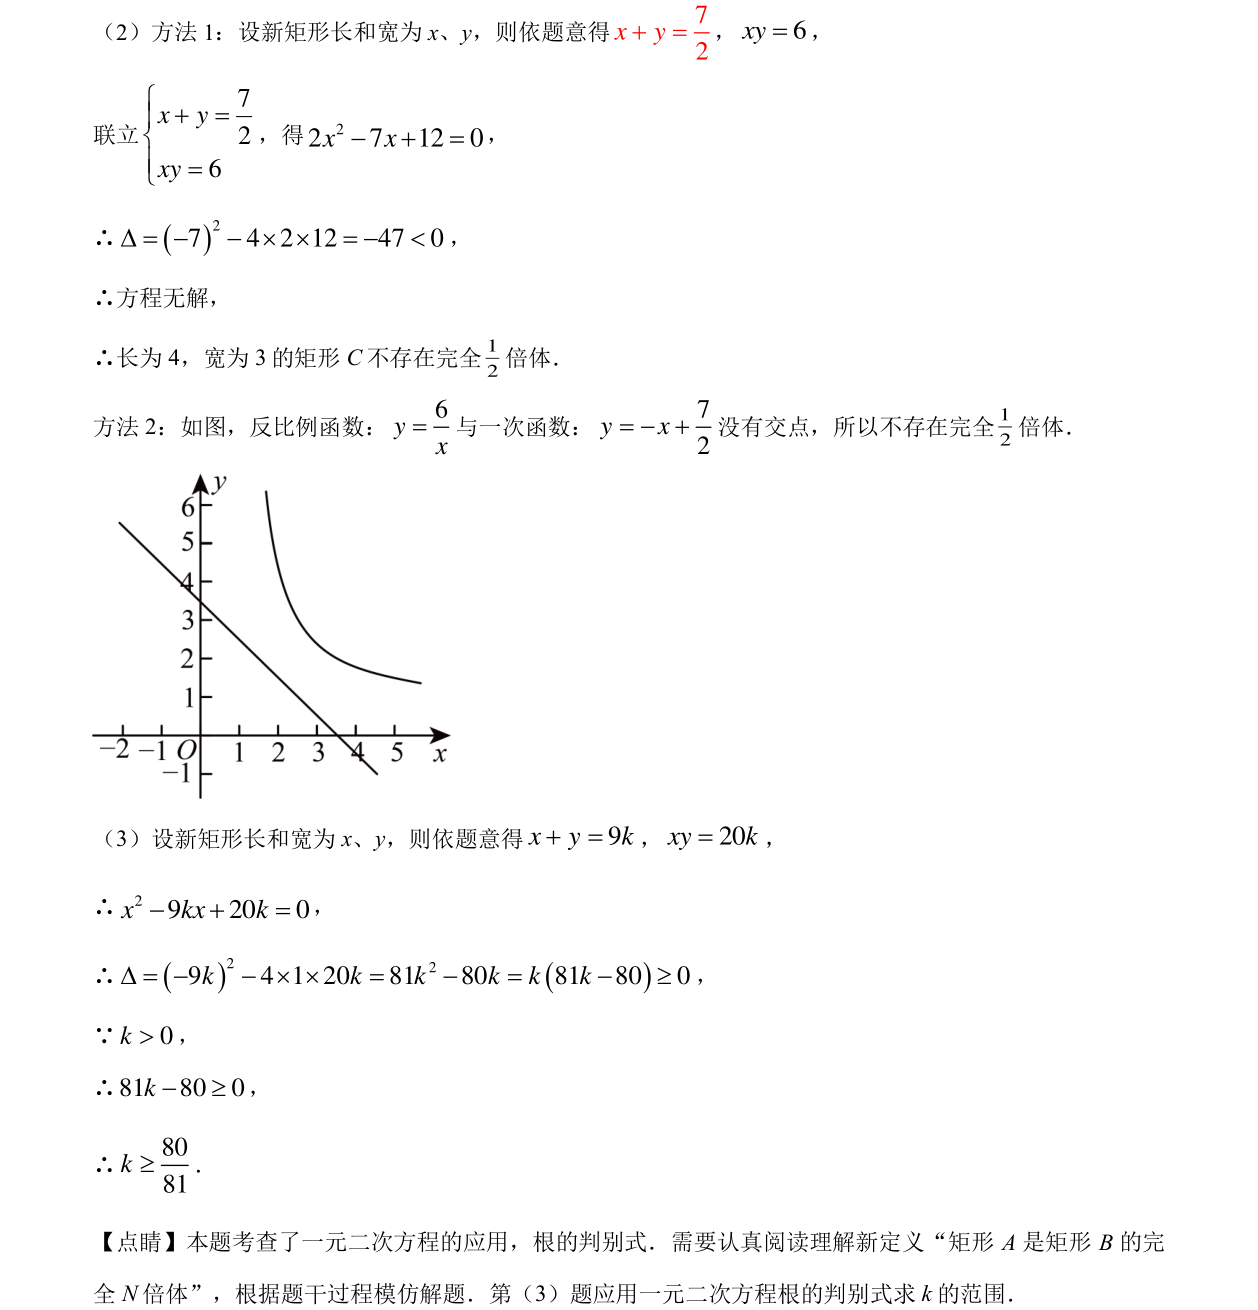 （2）方法 1：设新矩形长和宽为 x、y，则依题意得 x + y = 7/2，xy = 6，
联立 { x + y = 7/2, xy = 6 ，得 2x² − 7x + 12 = 0，
∴ Δ = (−7)² − 4×2×12 = −47 < 0，
∴方程无解，
∴长为 4，宽为 3 的矩形 C 不存在完全 1/2 倍体．
方法 2：如图，反比例函数：y = 6/x 与一次函数：y = −x + 7/2 没有交点，所以不存在完全 1/2 倍体．
y
6
5
4
3
2
1
−2 −1 O 1 2 3 4 5 x
−1
（3）设新矩形长和宽为 x、y，则依题意得 x + y = 9k，xy = 20k，
∴ x² − 9kx + 20k = 0，
∴ Δ = (−9k)² − 4×1×20k = 81k² − 80k = k(81k − 80) ≥ 0，
∵ k > 0，
∴ 81k − 80 ≥ 0，
∴ k ≥ 80/81．
【点睛】本题考查了一元二次方程的应用，根的判别式．需要认真阅读理解新定义“矩形 A 是矩形 B 的完
全 N 倍体”，根据题干过程模仿解题．第（3）题应用一元二次方程根的判别式求 k 的范围．